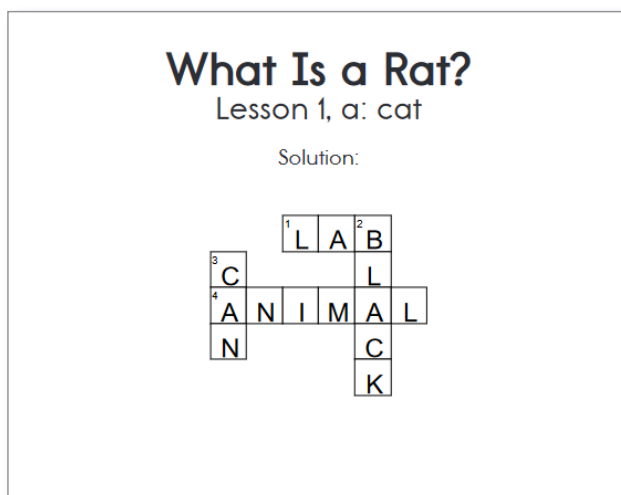 What Is a Rat?
Lesson 1, a: cat
Solution:
1 L A 2 B
3 C L
4 A N I M A L
N C
K